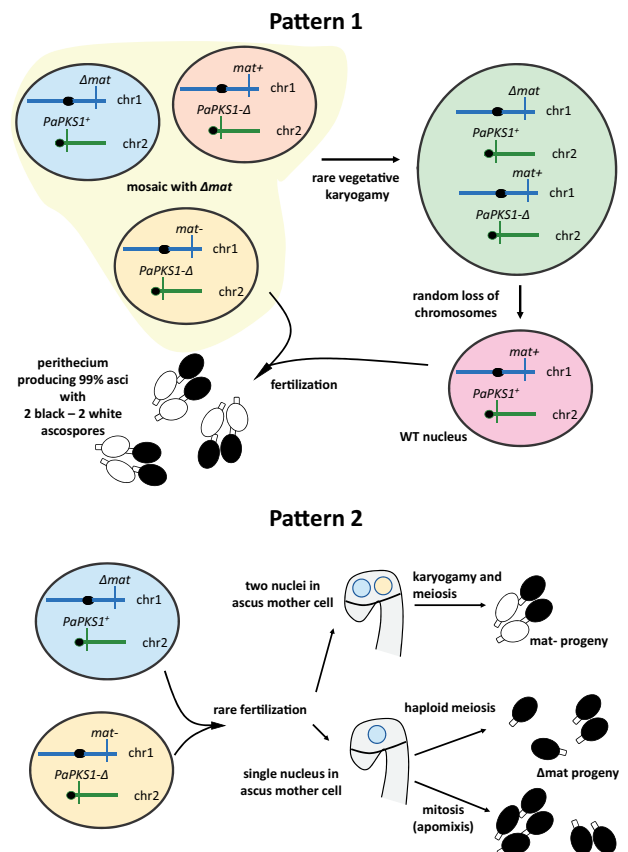 Pattern 1
Δmat
chr1
PaPKS1⁺
chr2
mat+
chr1
PaPKS1-Δ
chr2
mosaic with Δmat
mat-
chr1
PaPKS1-Δ
chr2
rare vegetative
karyogamy
Δmat
chr1
PaPKS1⁺
chr2
mat+
chr1
PaPKS1-Δ
chr2
random loss of
chromosomes
mat+
chr1
PaPKS1⁺
chr2
WT nucleus
fertilization
perithecium
producing 99% asci
with
2 black – 2 white
ascospores
Pattern 2
Δmat
chr1
PaPKS1⁺
chr2
mat-
chr1
PaPKS1-Δ
chr2
rare fertilization
two nuclei in
ascus mother cell
karyogamy and
meiosis
mat- progeny
single nucleus in
ascus mother cell
haploid meiosis
Δmat progeny
mitosis
(apomixis)